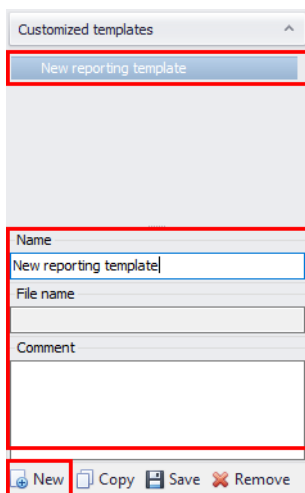 Customized templates
New reporting template
Name
New reporting template
File name
Comment
New Copy Save Remove